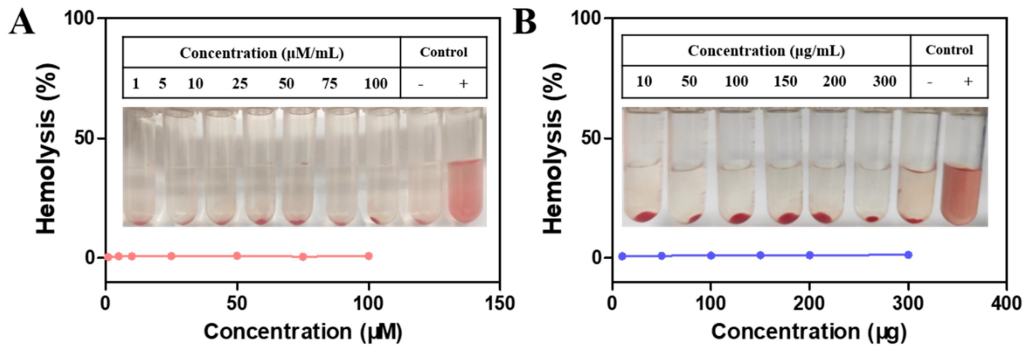 A
100
50
0
Hemolysis (%)
Concentration (μM/mL) Control
1 5 10 25 50 75 100 - +
0 50 100 150
Concentration (μM)
B
100
50
0
Hemolysis (%)
Concentration (μg/mL) Control
10 50 100 150 200 300 - +
0 100 200 300 400
Concentration (μg)